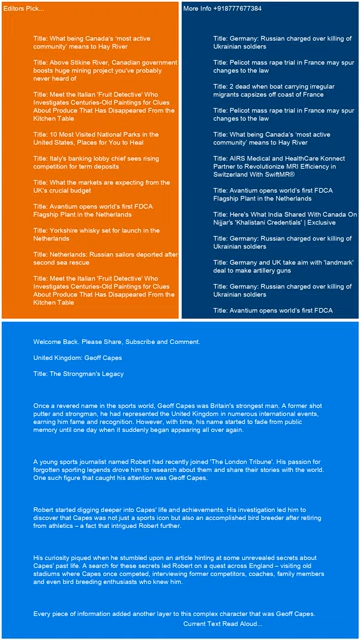 Editors Pick...
Title: What being Canada's 'most active
community' means to Hay River
Title: Above Stikine River, Canadian government
boosts huge mining project you've probably
never heard of
Title: Meet the Italian 'Fruit Detective' Who
Investigates Centuries-Old Paintings for Clues
About Produce That Has Disappeared From the
Kitchen Table
Title: 10 Most Visited National Parks in the
United States, Places for You to Heal
Title: Italy's banking lobby chief sees rising
competition for term deposits
Title: What the markets are expecting from the
UK's crucial budget
Title: Avantium opens world's first FDCA
Flagship Plant in the Netherlands
Title: Yorkshire whisky set for launch in the
Netherlands
Title: Netherlands: Russian sailors deported after
second sea rescue
Title: Meet the Italian 'Fruit Detective' Who
Investigates Centuries-Old Paintings for Clues
About Produce That Has Disappeared From the
Kitchen Table
More Info +918777677384
Title: Germany: Russian charged over killing of
Ukrainian soldiers
Title: Pelicot mass rape trial in France may spur
changes to the law
Title: 2 dead when boat carrying irregular
migrants capsizes off coast of France
Title: Pelicot mass rape trial in France may spur
changes to the law
Title: What being Canada's 'most active
community' means to Hay River
Title: AIRS Medical and HealthCare Konnect
Partner to Revolutionize MRI Efficiency in
Switzerland With SwiftMR®
Title: Avantium opens world's first FDCA
Flagship Plant in the Netherlands
Title: Here's What India Shared With Canada On
Nijjar's 'Khalistani Credentials' | Exclusive
Title: Germany: Russian charged over killing of
Ukrainian soldiers
Title: Germany and UK take aim with 'landmark'
deal to make artillery guns
Title: Germany: Russian charged over killing of
Ukrainian soldiers
Title: Avantium opens world's first FDCA
Welcome Back. Please Share, Subscribe and Comment.
United Kingdom: Geoff Capes
Title: The Strongman's Legacy
Once a revered name in the sports world, Geoff Capes was Britain's strongest man. A former shot
putter and strongman, he had represented the United Kingdom in numerous international events,
earning him fame and recognition. However, with time, his name started to fade from public
memory until one day when it suddenly began appearing all over again.
A young sports journalist named Robert had recently joined 'The London Tribune'. His passion for
forgotten sporting legends drove him to research about them and share their stories with the world.
One such figure that caught his attention was Geoff Capes.
Robert started digging deeper into Capes' life and achievements. His investigation led him to
discover that Capes was not just a sports icon but also an accomplished bird breeder after retiring
from athletics – a fact that intrigued Robert further.
His curiosity piqued when he stumbled upon an article hinting at some unrevealed secrets about
Capes' past life. A search for these secrets led Robert on a quest across England – visiting old
stadiums where Capes once competed, interviewing former competitors, coaches, family members
and even bird breeding enthusiasts who knew him.
Every piece of information added another layer to this complex character that was Geoff Capes.
Current Text Read Aloud...